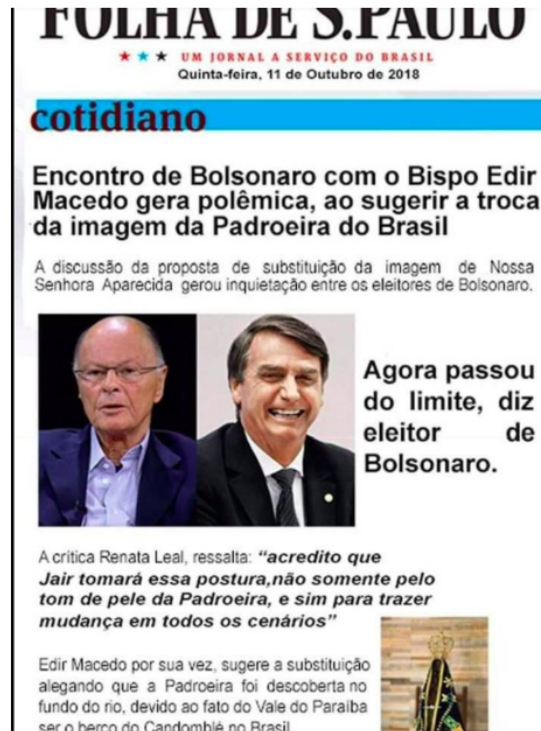 FOLHA DE S.PAULO
UM JORNAL A SERVIÇO DO BRASIL
Quinta-feira, 11 de Outubro de 2018
cotidiano
Encontro de Bolsonaro com o Bispo Edir
Macedo gera polêmica, ao sugerir a troca
da imagem da Padroeira do Brasil
A discussão da proposta de substituição da imagem de Nossa
Senhora Aparecida gerou inquietação entre os eleitores de Bolsonaro.
Agora passou
do limite, diz
eleitor de
Bolsonaro.
A critica Renata Leal, ressalta: “acredito que
Jair tomará essa postura,não somente pelo
tom de pele da Padroeira, e sim para trazer
mudança em todos os cenários”
Edir Macedo por sua vez, sugere a substituição
alegando que a Padroeira foi descoberta no
fundo do rio, devido ao fato do Vale do Paraíba
ser o berço do Candomblé no Brasil